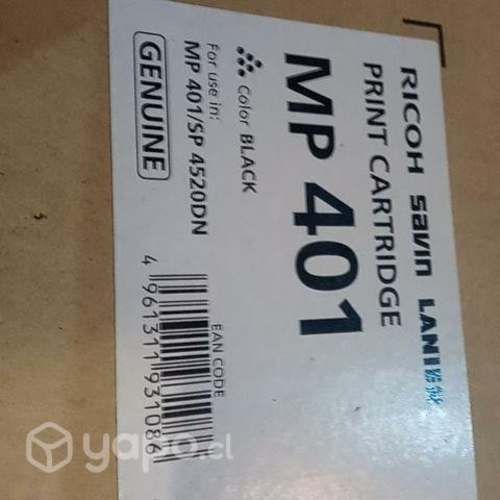 RICOH savin
PRINT CARTRIDGE
MP 401
Color BLACK
For use in:
MP 401/SP 4520DN
GENUINE
EAN CODE
4 961311 931086
yapo.cl